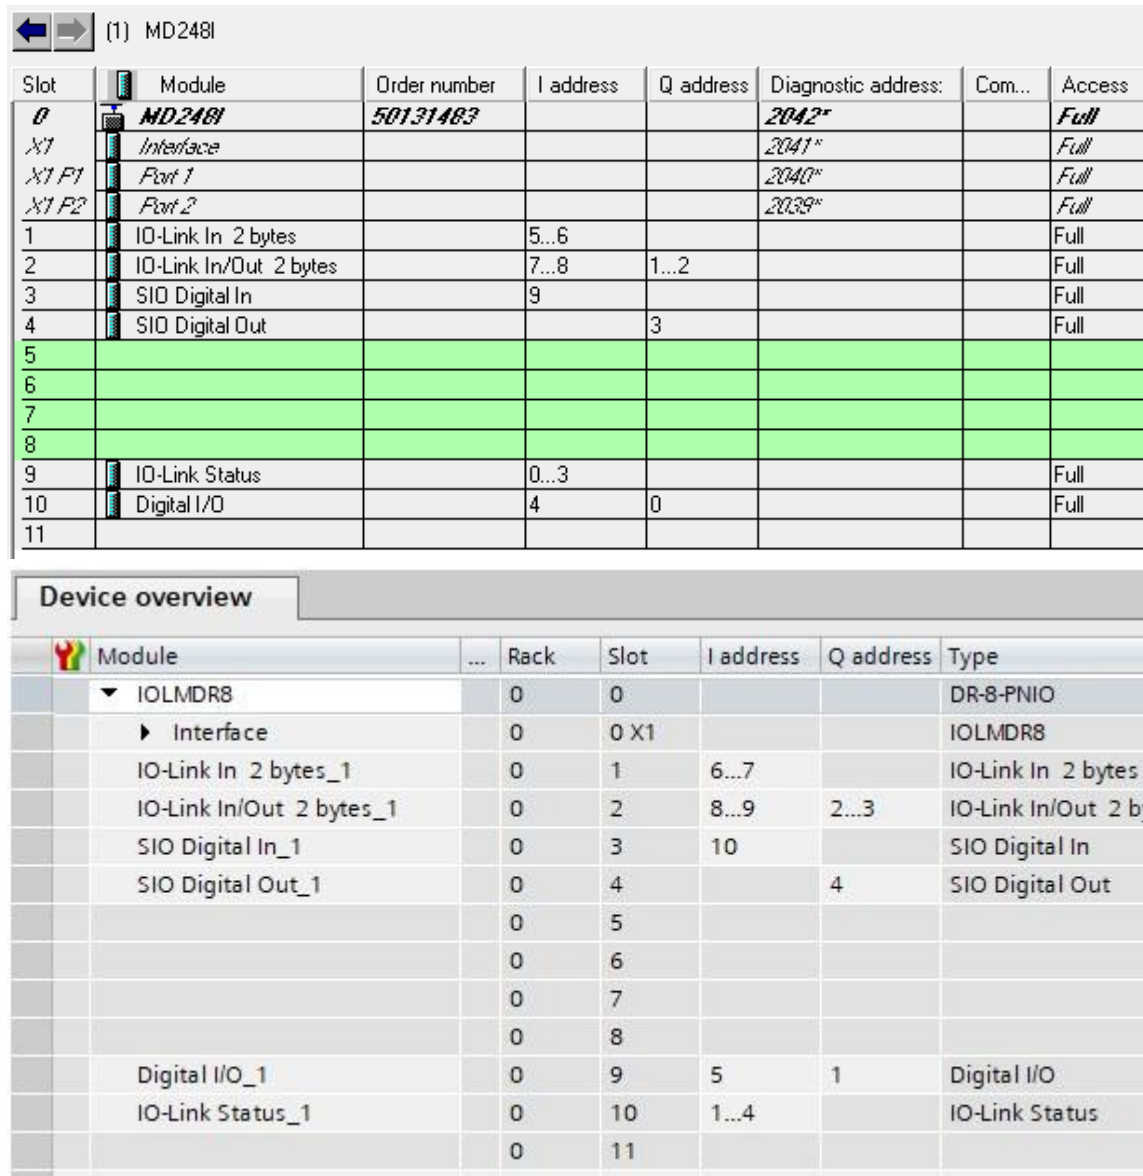 (1) MD248I
Slot Module Order number I address Q address Diagnostic address: Com... Access
0 MD248I 50131483 2042* Full
X1 Interface 2041* Full
X1 P1 Port 1 2040* Full
X1 P2 Port 2 2039* Full
1 IO-Link In 2 bytes 5...6 Full
2 IO-Link In/Out 2 bytes 7...8 1...2 Full
3 SIO Digital In 9 Full
4 SIO Digital Out 3 Full
5
6
7
8
9 IO-Link Status 0...3 Full
10 Digital I/O 4 0 Full
11
Device overview
Module ... Rack Slot I address Q address Type
IOLMDR8 0 0 DR-8-PNIO
Interface 0 0 X1 IOLMDR8
IO-Link In 2 bytes_1 0 1 6...7 IO-Link In 2 bytes
IO-Link In/Out 2 bytes_1 0 2 8...9 2...3 IO-Link In/Out 2 b
SIO Digital In_1 0 3 10 SIO Digital In
SIO Digital Out_1 0 4 4 SIO Digital Out
0 5
0 6
0 7
0 8
Digital I/O_1 0 9 5 1 Digital I/O
IO-Link Status_1 0 10 1...4 IO-Link Status
0 11